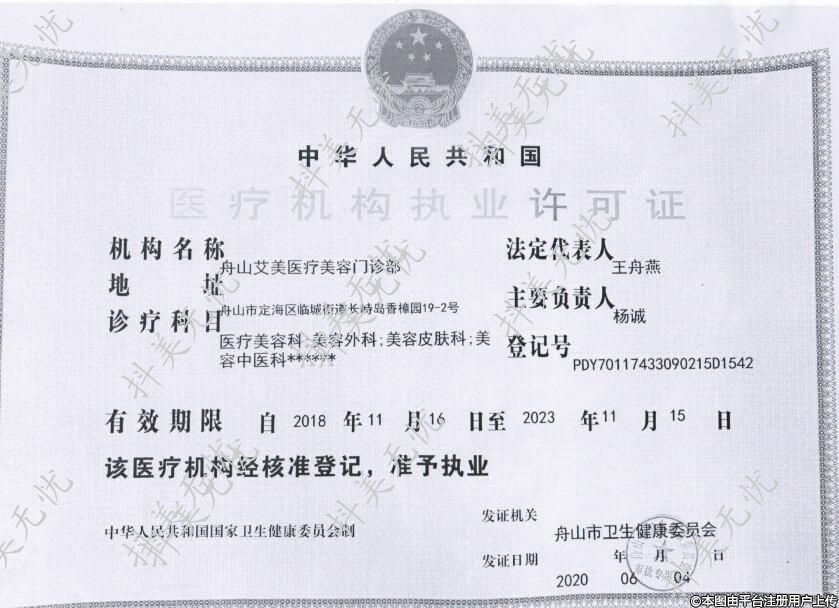 中华人民共和国
医疗机构执业许可证
机构名称 舟山艾美医疗美容门诊部
法定代表人 王舟燕
地址 舟山市定海区临城街道长峙岛香樟园19-2号
主要负责人 杨诚
诊疗科目 医疗美容科;美容外科;美容皮肤科;美
容中医科******
登记号 PDY70117433090215D1542
有效期限 自 2018 年 11 月 16 日至 2023 年 11 月 15 日
该医疗机构经核准登记，准予执业
中华人民共和国国家卫生健康委员会制
发证机关 舟山市卫生健康委员会
发证日期 2020 年 06 月 04 日
抖美无忧
©本图由平台注册用户上传